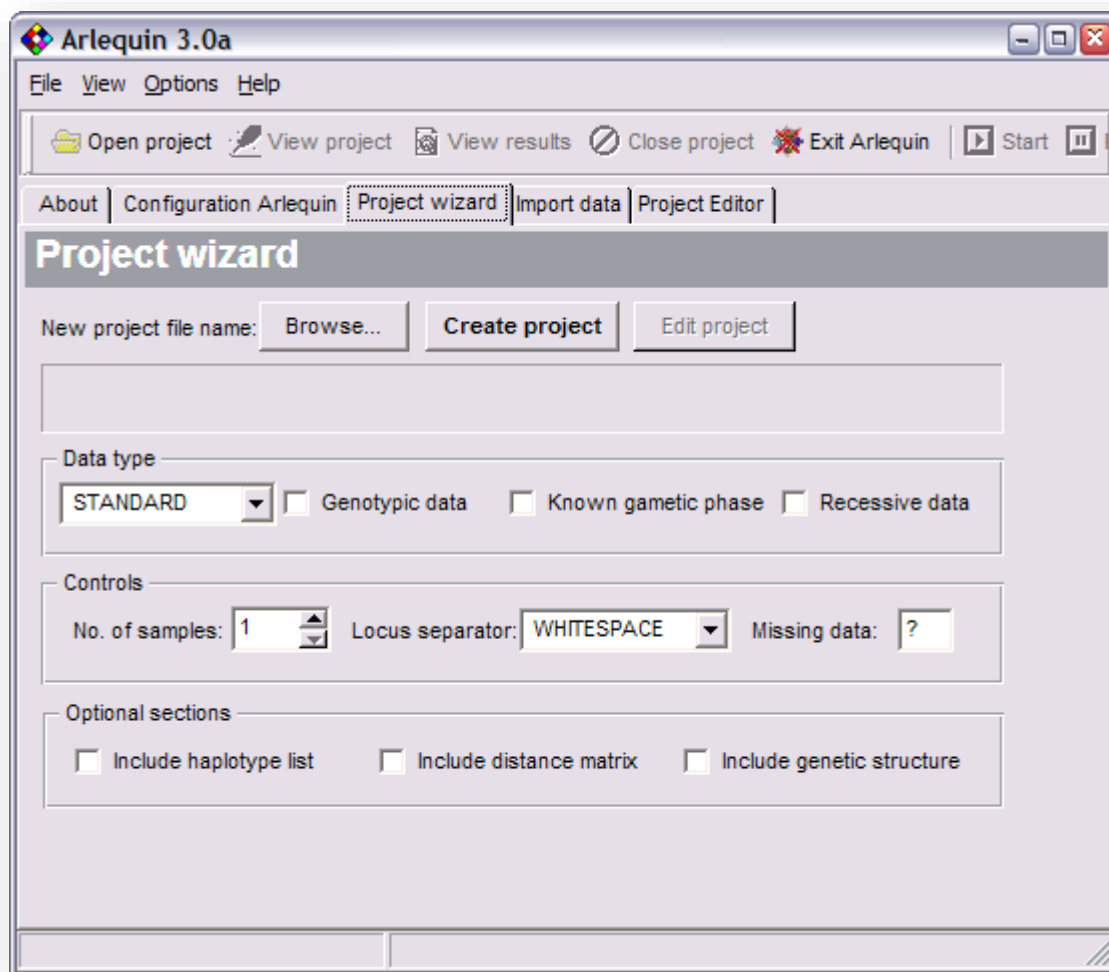 Arlequin 3.0a
File View Options Help
Open project View project View results Close project Exit Arlequin Start
About Configuration Arlequin Project wizard Import data Project Editor
Project wizard
New project file name: Browse... Create project Edit project
Data type
STANDARD Genotypic data Known gametic phase Recessive data
Controls
No. of samples: 1 Locus separator: WHITESPACE Missing data: ?
Optional sections
Include haplotype list Include distance matrix Include genetic structure